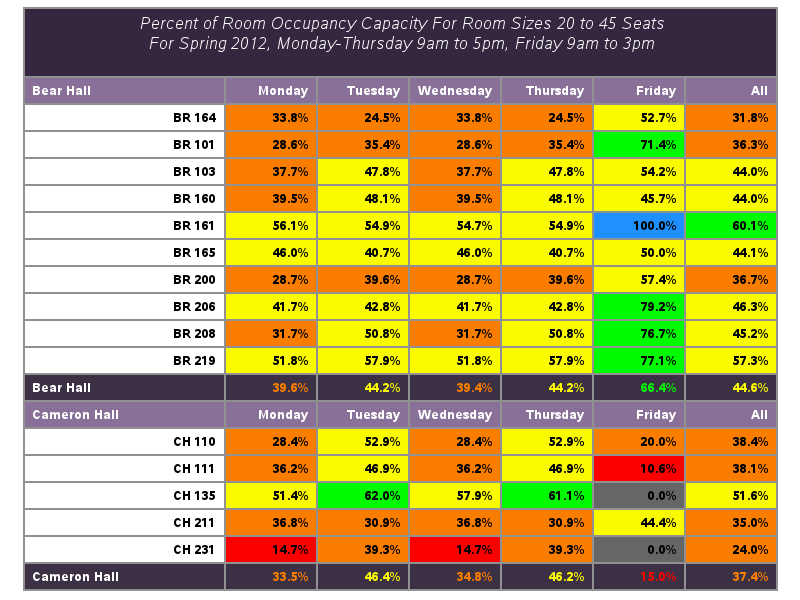 Percent of Room Occupancy Capacity For Room Sizes 20 to 45 Seats
For Spring 2012, Monday-Thursday 9am to 5pm, Friday 9am to 3pm
Bear Hall Monday Tuesday Wednesday Thursday Friday All
BR 164 33.8% 24.5% 33.8% 24.5% 52.7% 31.8%
BR 101 28.6% 35.4% 28.6% 35.4% 71.4% 36.3%
BR 103 37.7% 47.8% 37.7% 47.8% 54.2% 44.0%
BR 160 39.5% 48.1% 39.5% 48.1% 45.7% 44.0%
BR 161 56.1% 54.9% 54.7% 54.9% 100.0% 60.1%
BR 165 46.0% 40.7% 46.0% 40.7% 50.0% 44.1%
BR 200 28.7% 39.6% 28.7% 39.6% 57.4% 36.7%
BR 206 41.7% 42.8% 41.7% 42.8% 79.2% 46.3%
BR 208 31.7% 50.8% 31.7% 50.8% 76.7% 45.2%
BR 219 51.8% 57.9% 51.8% 57.9% 77.1% 57.3%
Bear Hall 39.6% 44.2% 39.4% 44.2% 66.4% 44.6%
Cameron Hall Monday Tuesday Wednesday Thursday Friday All
CH 110 28.4% 52.9% 28.4% 52.9% 20.0% 38.4%
CH 111 36.2% 46.9% 36.2% 46.9% 10.6% 38.1%
CH 135 51.4% 62.0% 57.9% 61.1% 0.0% 51.6%
CH 211 36.8% 30.9% 36.8% 30.9% 44.4% 35.0%
CH 231 14.7% 39.3% 14.7% 39.3% 0.0% 24.0%
Cameron Hall 33.5% 46.4% 34.8% 46.2% 15.0% 37.4%